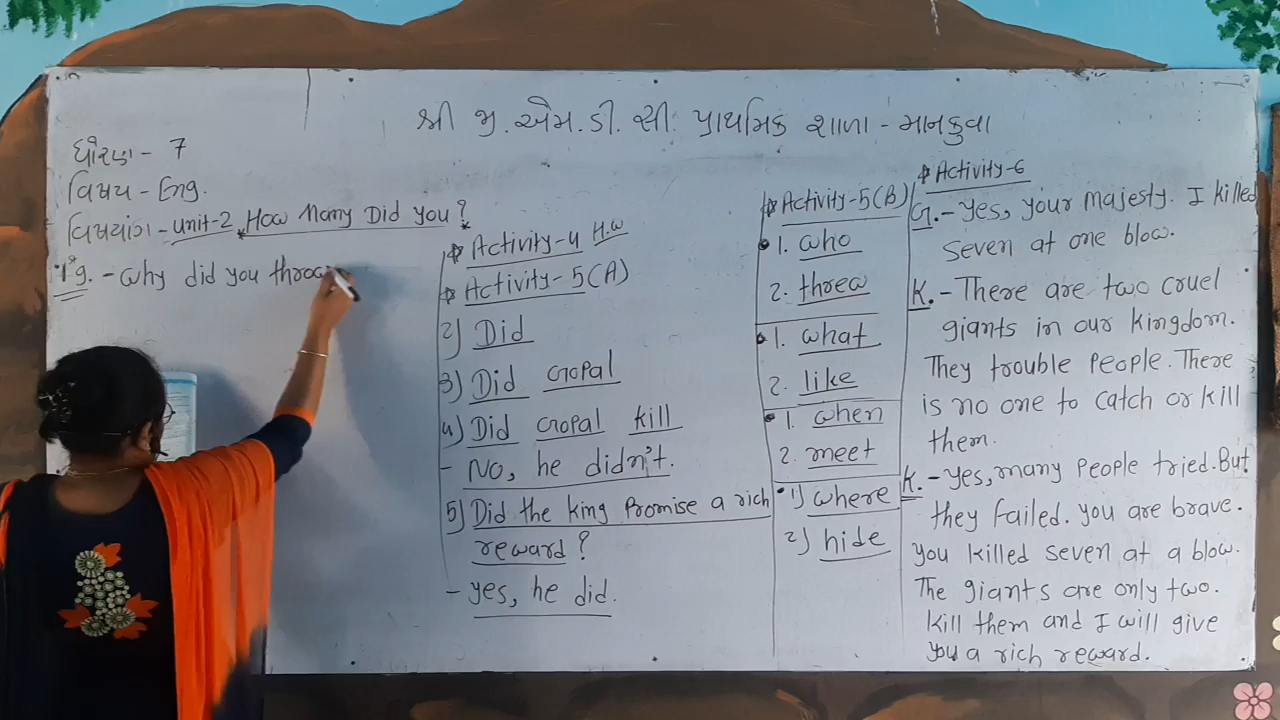 શ્રી જી. એમ. ડી. સી. પ્રાથમિક શાળા - માનકુવા
ધોરણ - 7
વિષય - Eng.
વિષયાંગ - unit-2 *How Many Did you?*
1st g. - why did you throw
* Activity-4 H.W
* Activity-5(A)
2) Did
3) Did Gopal
4) Did Gopal kill
- No, he didn't.
5) Did the king Promise a rich
reward?
- yes, he did.
* Activity-5(B)
• 1. who
2. threw
• 1. what
2. like
• 1. when
2. meet
• 1) where
2) hide
* Activity-6
G. - yes, your majesty. I killed
seven at one blow.
K. - There are two cruel
giants in our kingdom.
They trouble People. There
is no one to catch or kill
them.
K. - yes, many People tried. But
they failed. you are brave.
you killed seven at a blow.
The giants are only two.
kill them and I will give
you a rich reward.